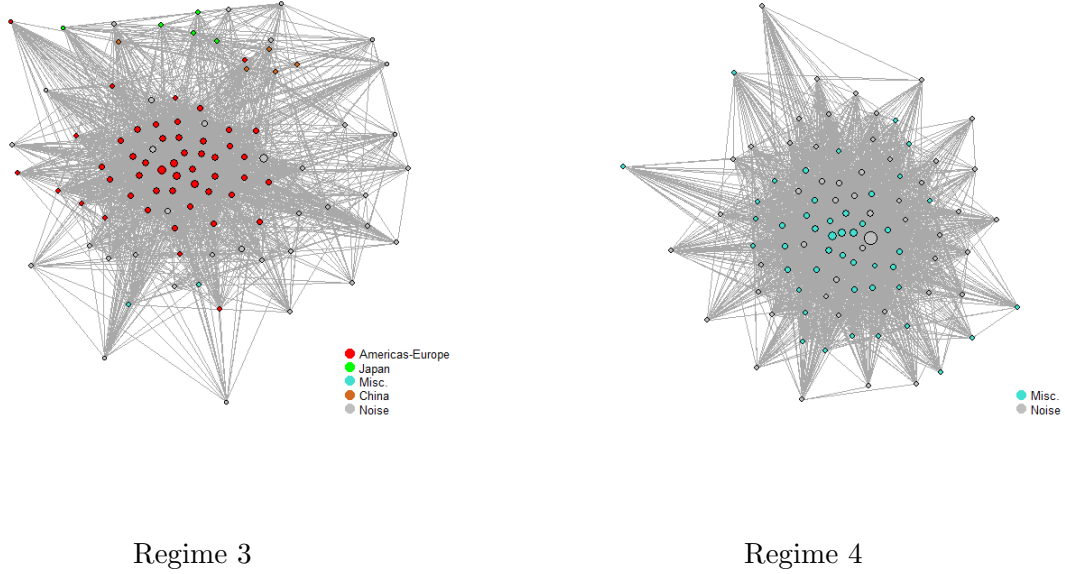 Americas-Europe
Japan
Misc.
China
Noise
Misc.
Noise
Regime 3
Regime 4